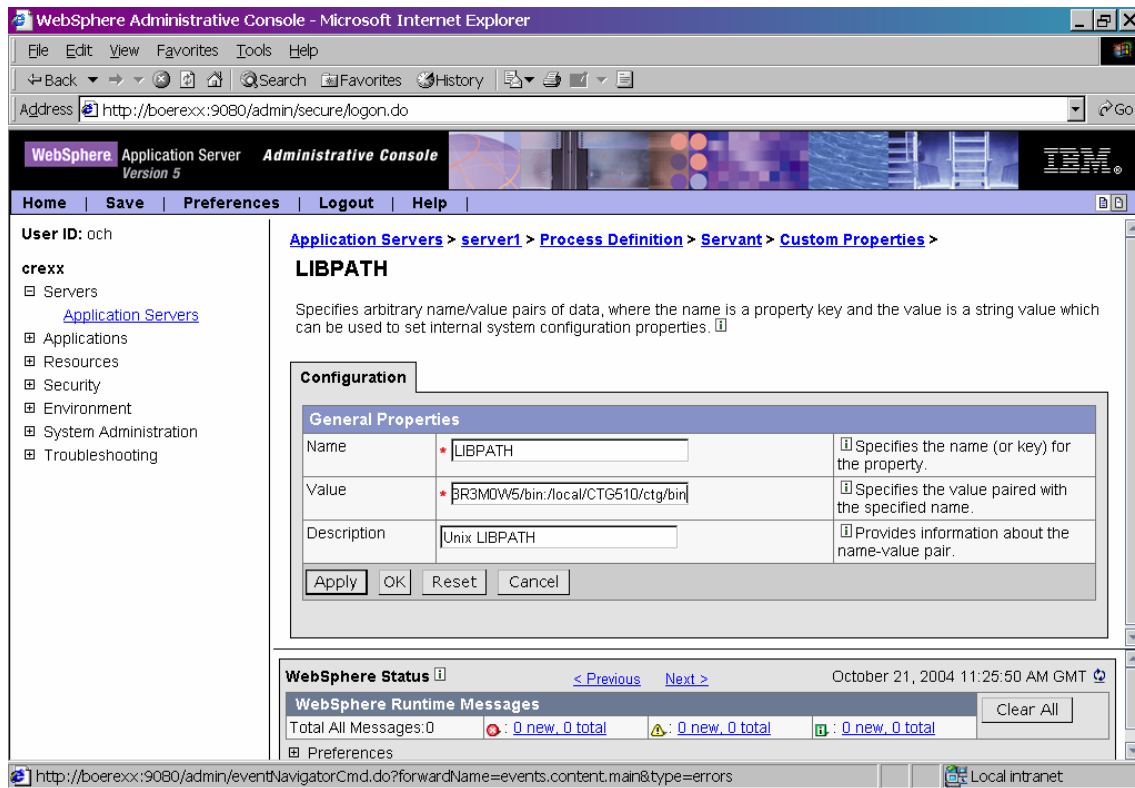 WebSphere Administrative Console - Microsoft Internet Explorer
File Edit View Favorites Tools Help
Back Search Favorites History
Address http://boerexx:9080/admin/secure/logon.do Go
WebSphere Application Server Administrative Console
Version 5
IBM
Home | Save | Preferences | Logout | Help |
User ID: och
crexx
Servers
Application Servers
Applications
Resources
Security
Environment
System Administration
Troubleshooting
Application Servers > server1 > Process Definition > Servant > Custom Properties >
LIBPATH
Specifies arbitrary name/value pairs of data, where the name is a property key and the value is a string value which
can be used to set internal system configuration properties.
Configuration
General Properties
Name * LIBPATH Specifies the name (or key) for
the property.
Value * BR3M0W5/bin:/local/CTG510/ctg/bin Specifies the value paired with
the specified name.
Description Unix LIBPATH Provides information about the
name-value pair.
Apply OK Reset Cancel
WebSphere Status < Previous Next > October 21, 2004 11:25:50 AM GMT
WebSphere Runtime Messages Clear All
Total All Messages:0 : 0 new, 0 total : 0 new, 0 total : 0 new, 0 total
Preferences
http://boerexx:9080/admin/eventNavigatorCmd.do?forwardName=events.content.main&type=errors Local intranet